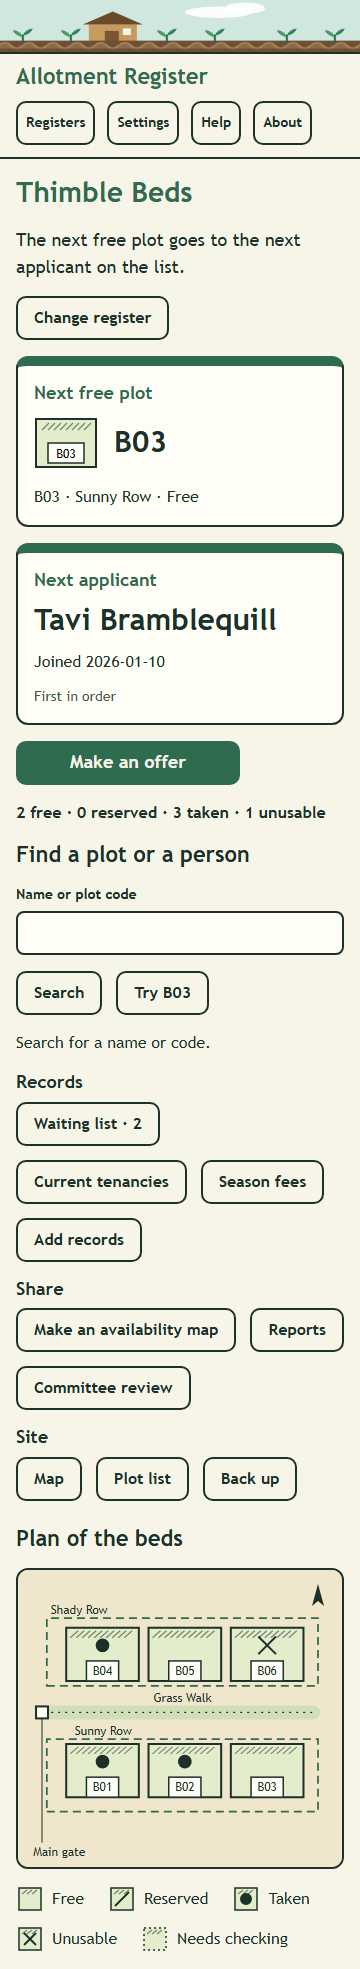 Allotment Register
Registers
Settings
Help
About
Thimble Beds
The next free plot goes to the next
applicant on the list.
Change register
Next free plot
B03
B03
B03 · Sunny Row · Free
Next applicant
Tavi Bramblequill
Joined 2026-01-10
First in order
Make an offer
2 free · 0 reserved · 3 taken · 1 unusable
Find a plot or a person
Name or plot code
Search
Try B03
Search for a name or code.
Records
Waiting list · 2
Current tenancies
Season fees
Add records
Share
Make an availability map
Reports
Committee review
Site
Map
Plot list
Back up
Plan of the beds
Shady Row
B04
B05
B06
Grass Walk
Sunny Row
B01
B02
B03
Main gate
Free
Reserved
Taken
Unusable
Needs checking